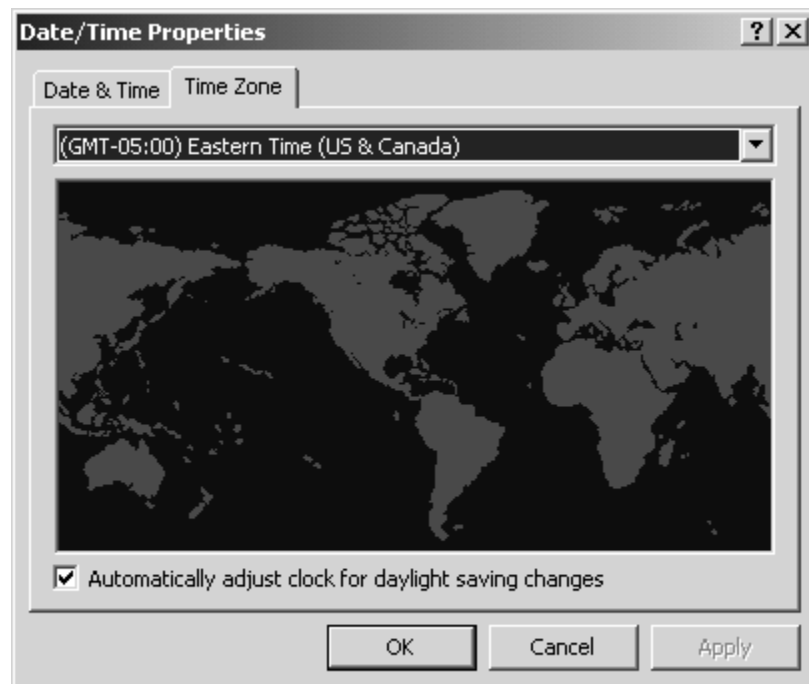 Date/Time Properties
Date & Time
Time Zone
(GMT-05:00) Eastern Time (US & Canada)
Automatically adjust clock for daylight saving changes
OK
Cancel
Apply